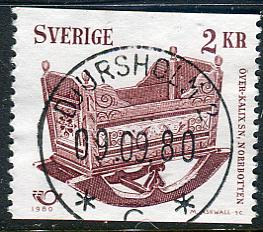 SVERIGE 2 KR
ÖVER-KALIX SN, NORRBOTTEN
DJURSHOLM
09.09.80
C
1980